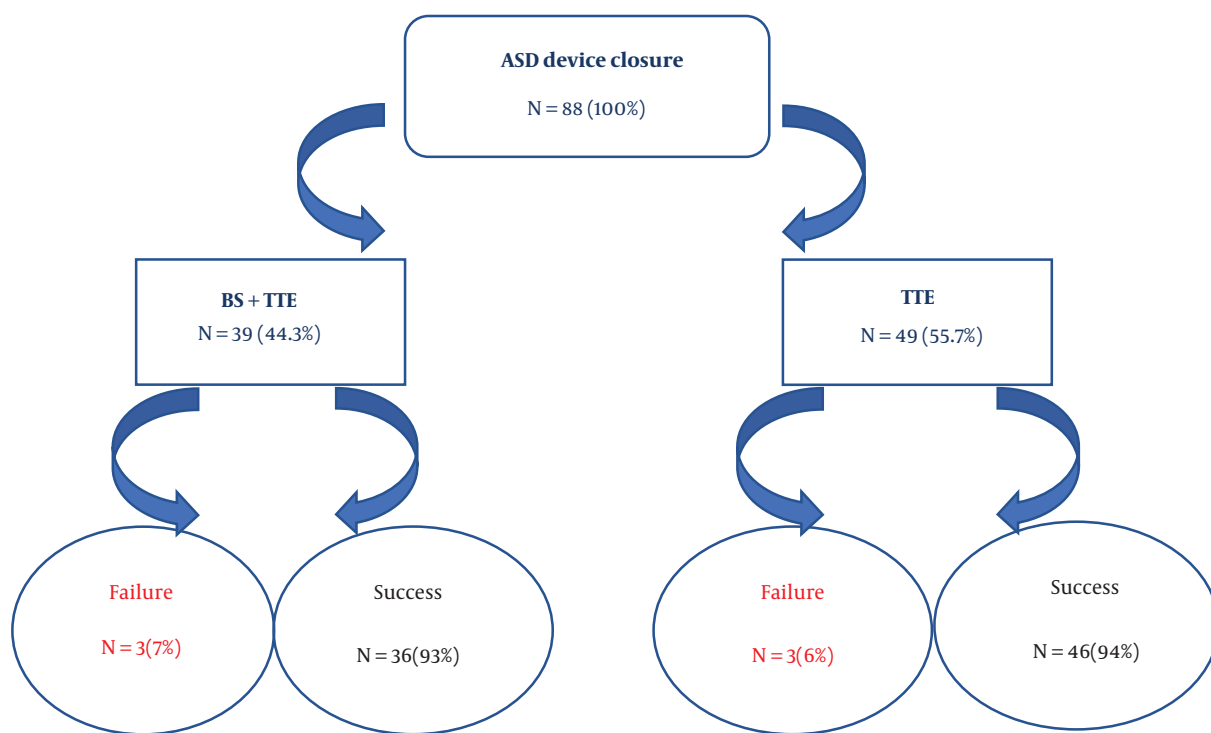 ASD device closure
N = 88 (100%)
BS + TTE
N = 39 (44.3%)
TTE
N = 49 (55.7%)
Failure
N = 3(7%)
Success
N = 36(93%)
Failure
N = 3(6%)
Success
N = 46(94%)